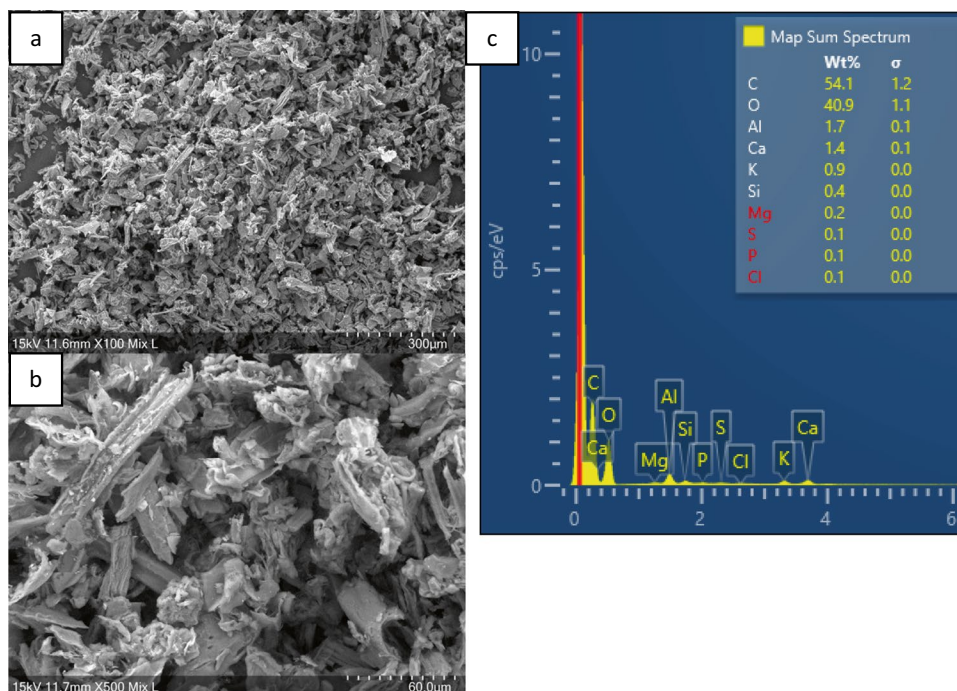 a
15kV 11.6mm X100 Mix L 300µm
b
15kV 11.7mm X500 Mix L 60.0µm
c
Map Sum Spectrum
Wt% σ
C 54.1 1.2
O 40.9 1.1
Al 1.7 0.1
Ca 1.4 0.1
K 0.9 0.0
Si 0.4 0.0
Mg 0.2 0.0
S 0.1 0.0
P 0.1 0.0
Cl 0.1 0.0
10
cps/eV
5
C
Al
O
Si
S
Ca
Ca
Mg
P
Cl
K
0
0 2 4 6